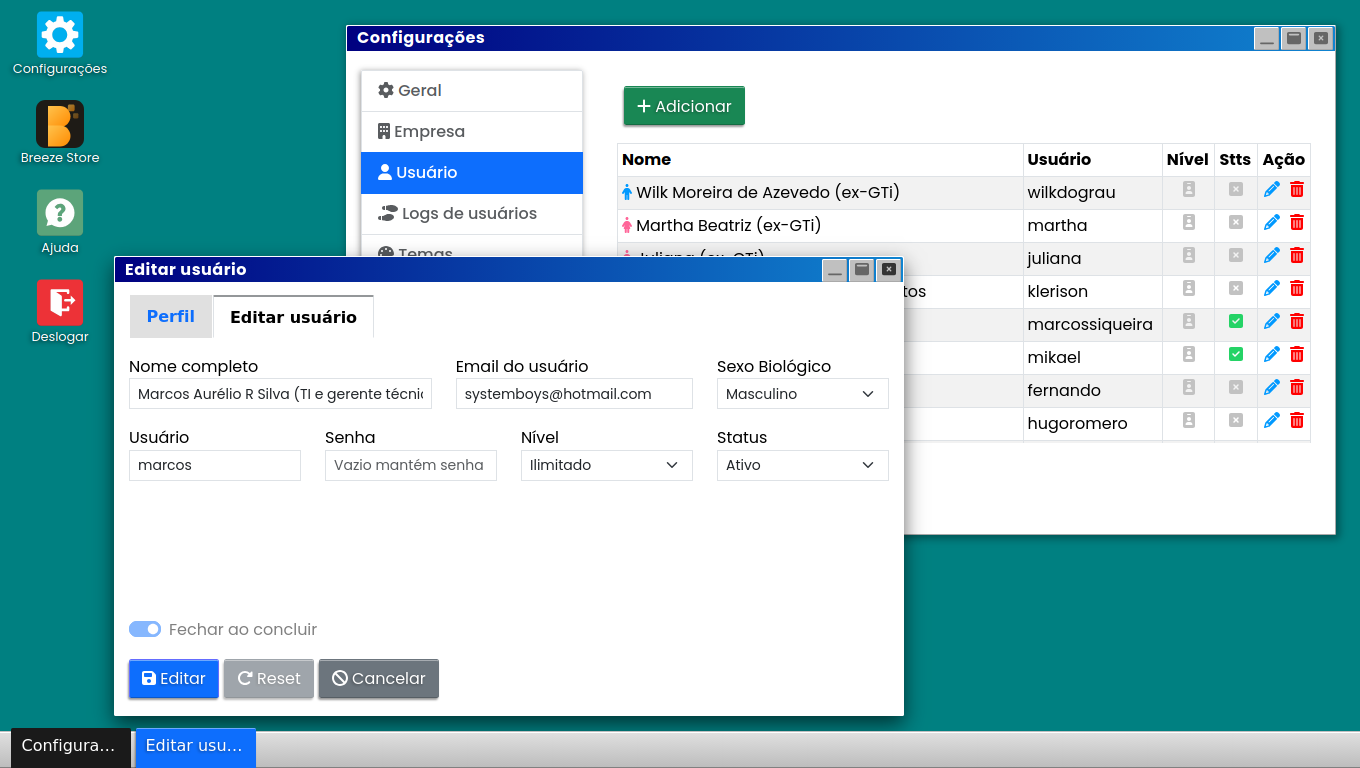 Configurações
Breeze Store
Ajuda
Deslogar
Configurações
Geral
Empresa
Usuário
Logs de usuários
Temas
Adicionar
Nome Usuário Nível Stts Ação
Wilk Moreira de Azevedo (ex-GTi) wilkdograu
Martha Beatriz (ex-GTi) martha
Juliana (ex-GTi) juliana
tos klerison
marcossiqueira
mikael
fernando
hugoromero
Editar usuário
Perfil Editar usuário
Nome completo Email do usuário Sexo Biológico
Marcos Aurélio R Silva (TI e gerente técni systemboys@hotmail.com Masculino
Usuário Senha Nível Status
marcos Vazio mantém senha Ilimitado Ativo
Fechar ao concluir
Editar Reset Cancelar
Configura... Editar usu...